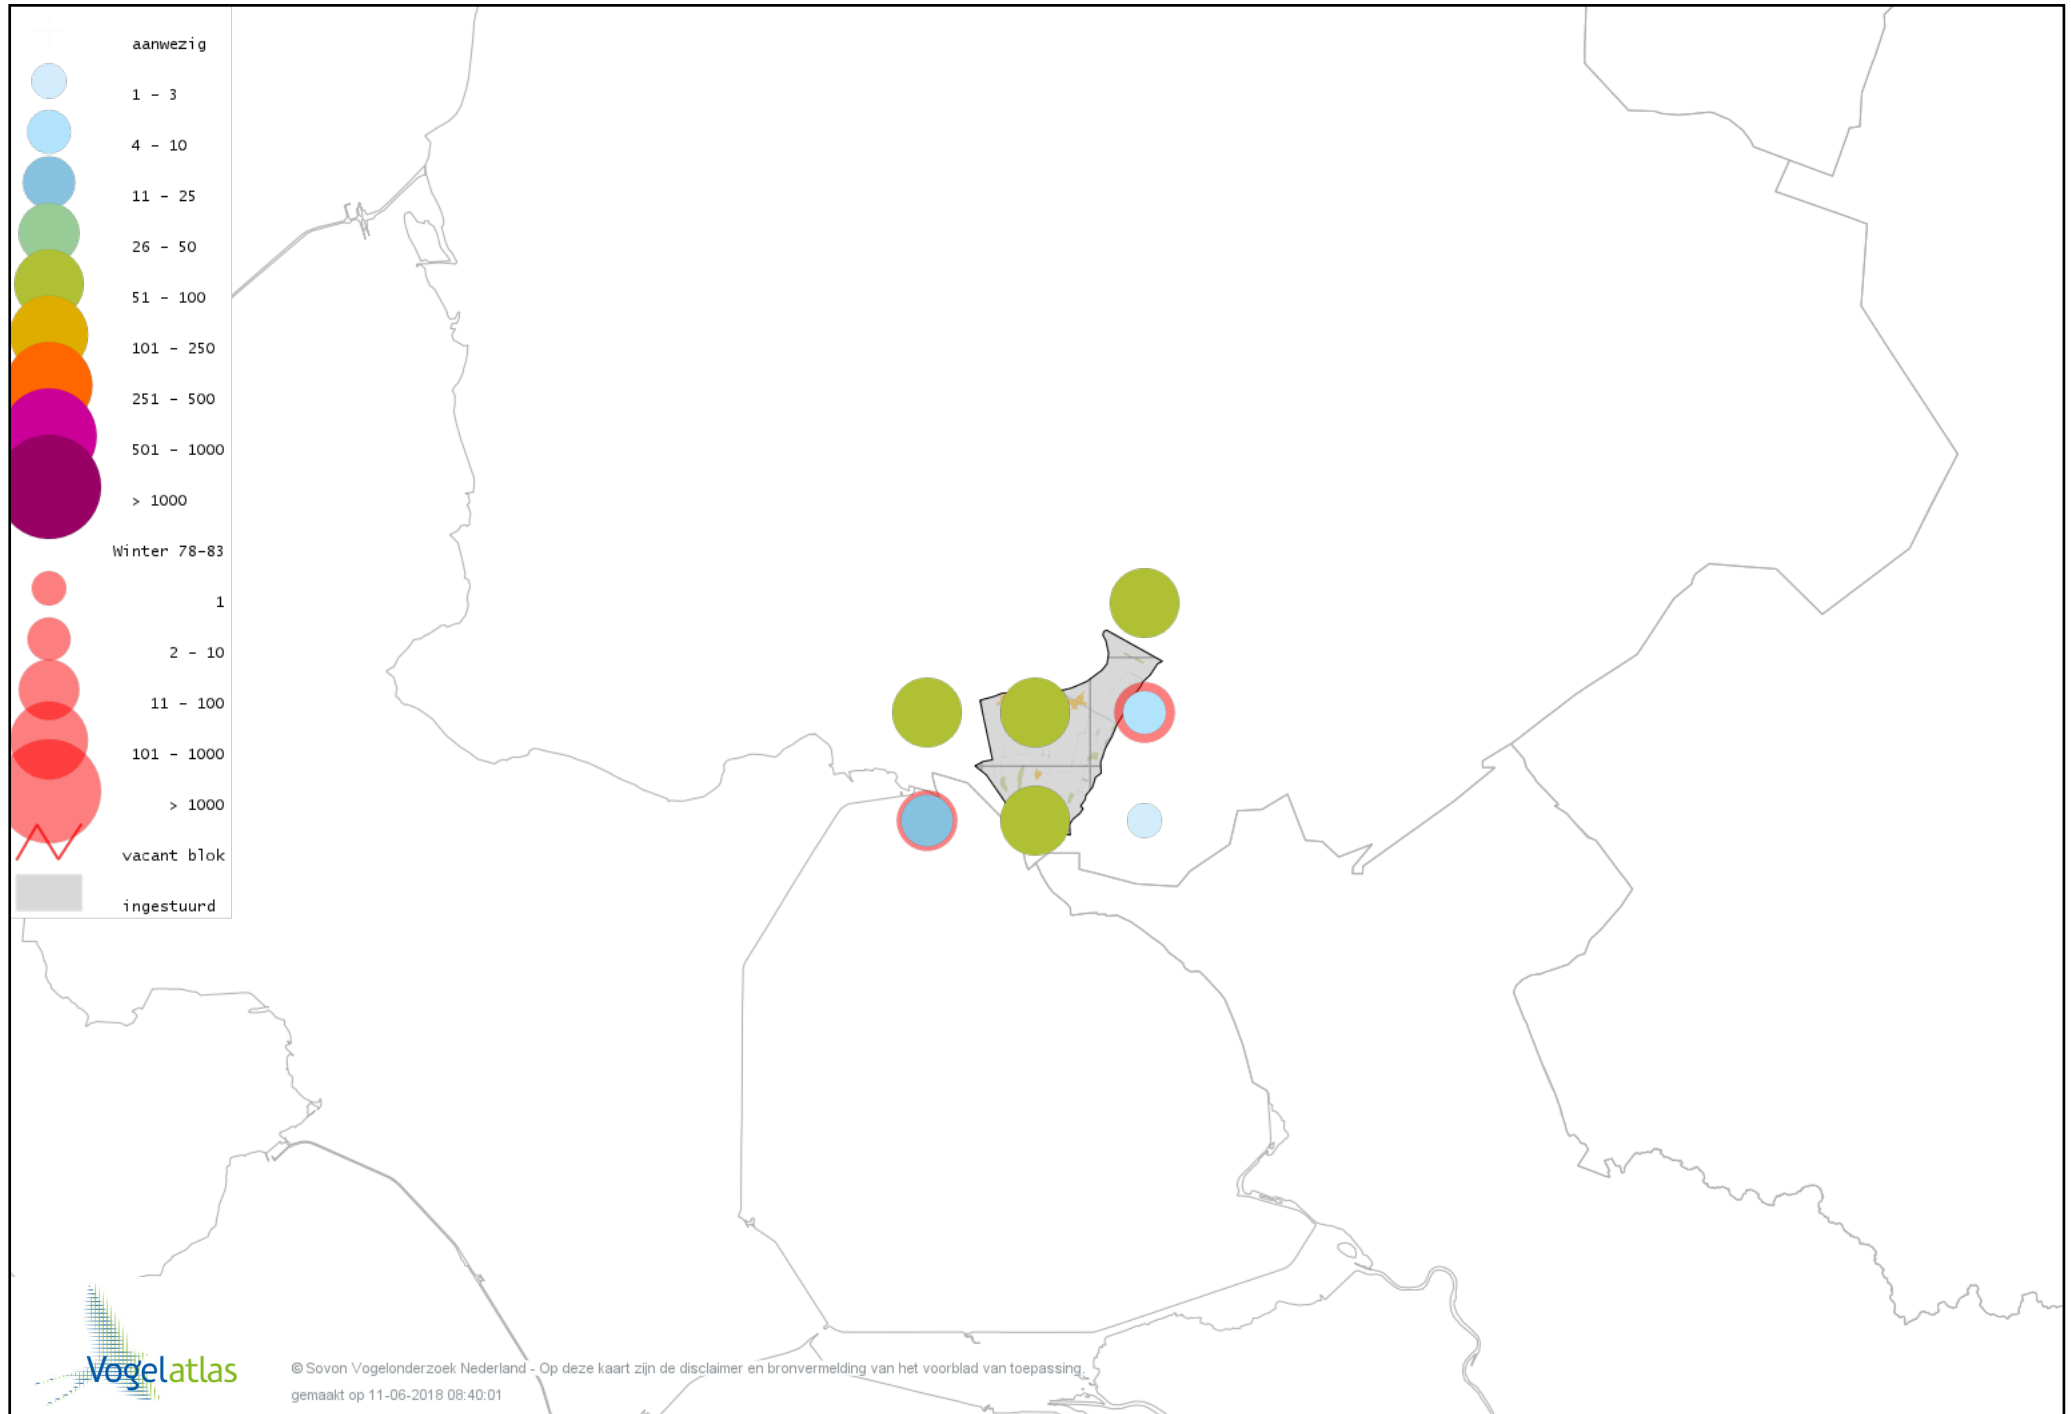 aanwezig
1 - 3
4 - 10
11 - 25
26 - 50
51 - 100
101 - 250
251 - 500
501 - 1000
> 1000
Winter 78-83
1
2 - 10
11 - 100
101 - 1000
> 1000
vacant blok
ingestuurd
Vogelatlas
© Sovon Vogelonderzoek Nederland - Op deze kaart zijn de disclaimer en bronvermelding van het voorblad van toepassing.
gemaakt op 11-06-2018 08:40:01